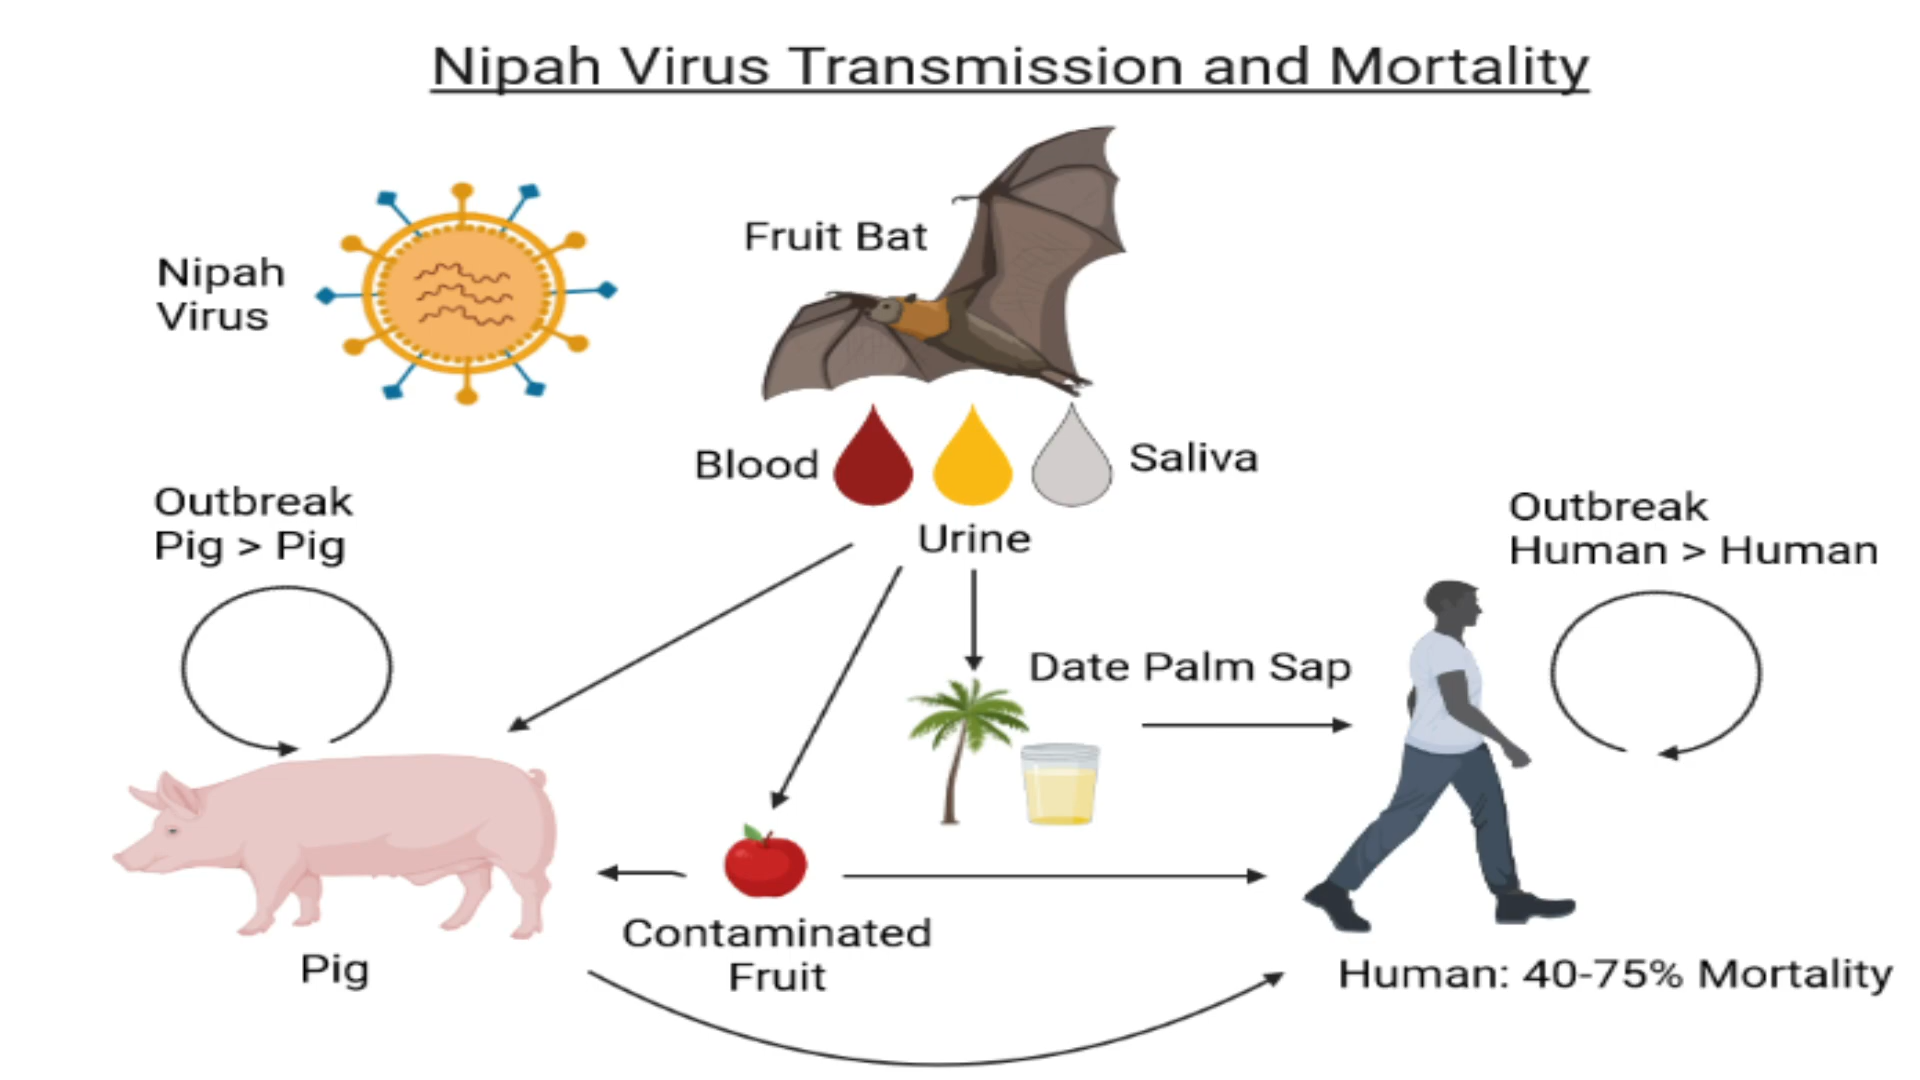 Nipah Virus Transmission and Mortality
Fruit Bat
Nipah
Virus
Blood
Saliva
Urine
Outbreak
Pig > Pig
Outbreak
Human > Human
Date Palm Sap
Contaminated
Fruit
Pig
Human: 40-75% Mortality